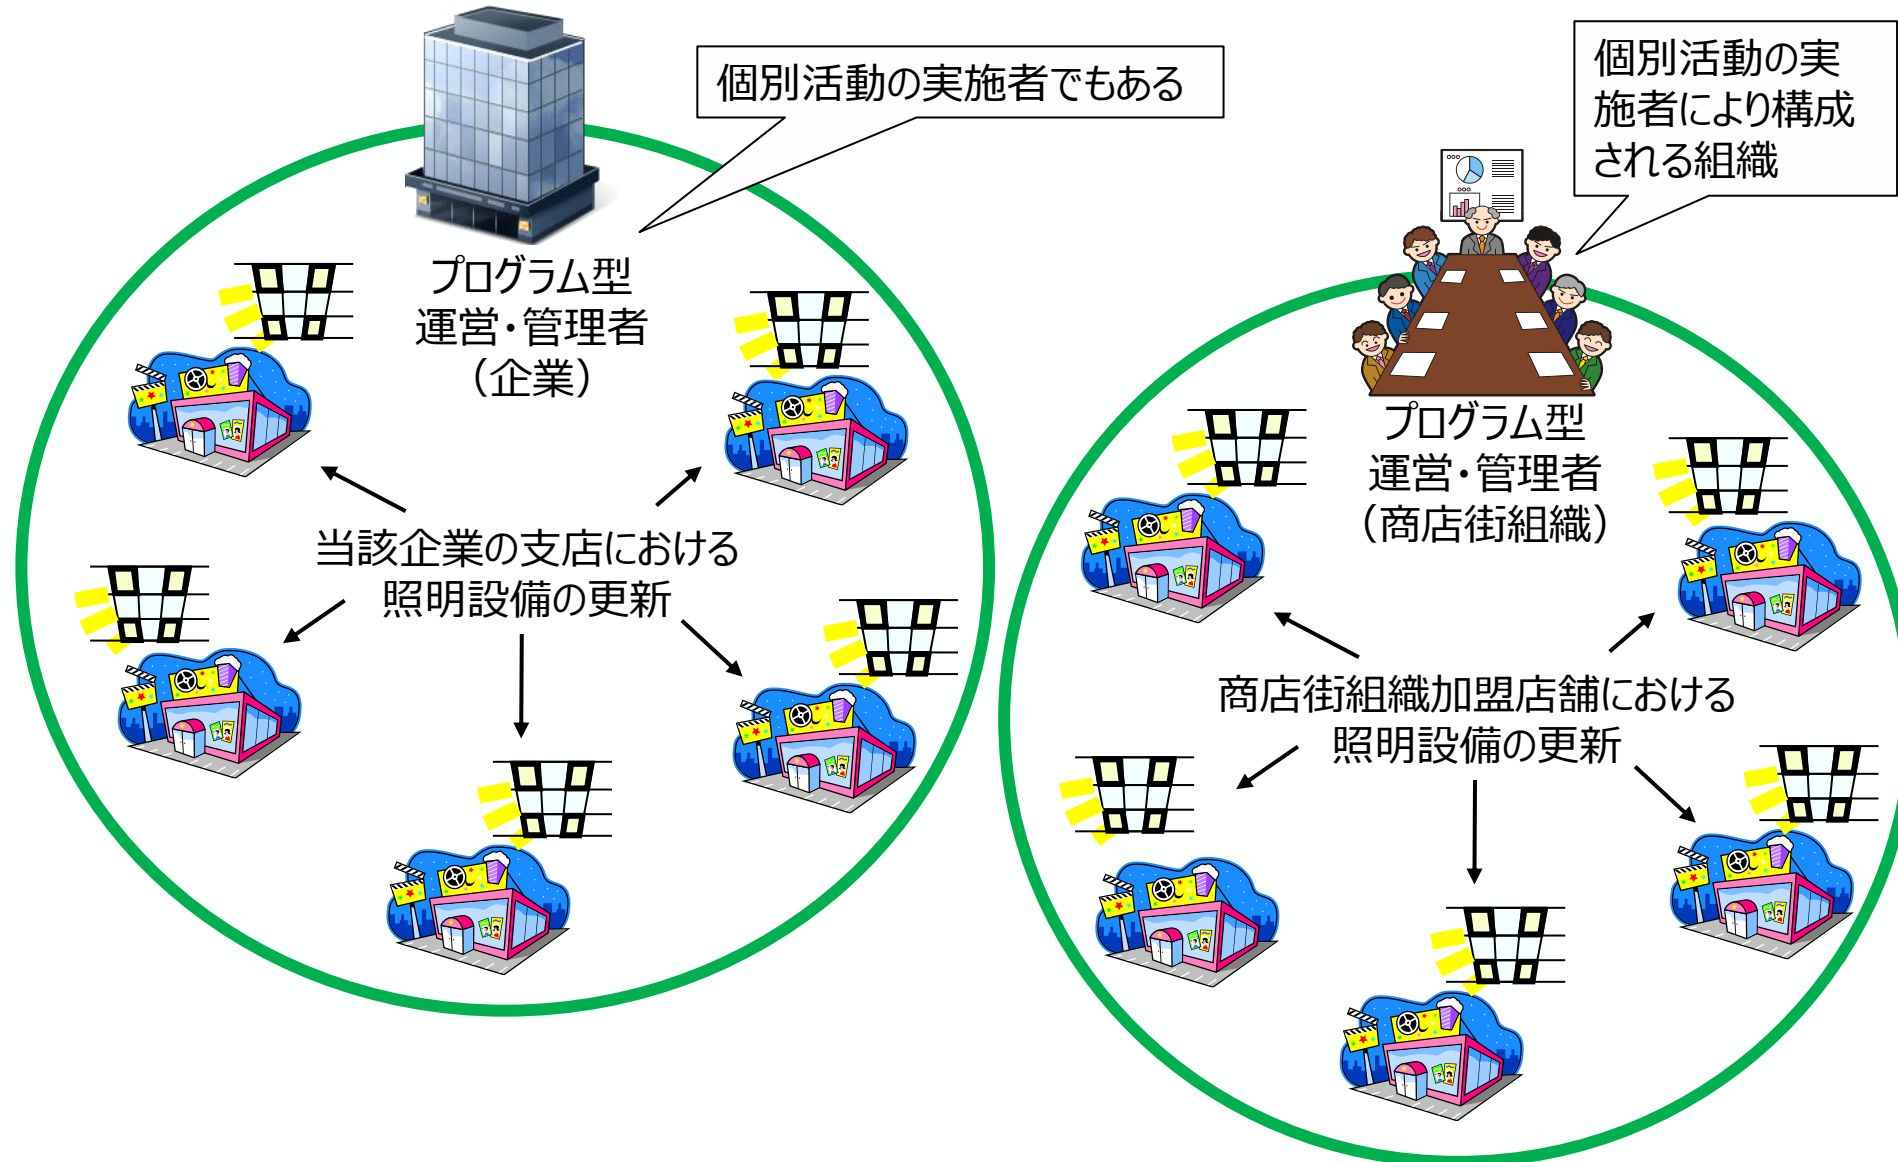 個別活動の実施者でもある
プログラム型
運営・管理者
（企業）
当該企業の支店における
照明設備の更新
個別活動の実
施者により構成
される組織
プログラム型
運営・管理者
（商店街組織）
商店街組織加盟店舗における
照明設備の更新